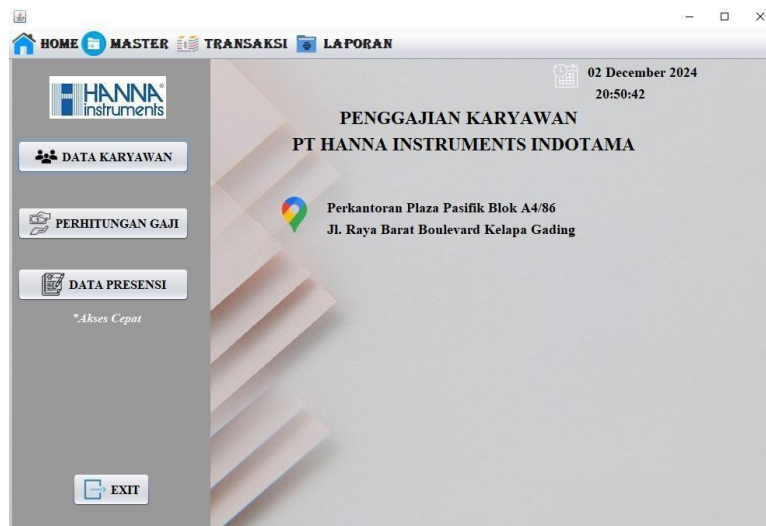 HOME MASTER TRANSAKSI LAPORAN
HANNA®
instruments
DATA KARYAWAN
PERHITUNGAN GAJI
DATA PRESENSI
*Akses Cepat
EXIT
02 December 2024
20:50:42
PENGGAJIAN KARYAWAN
PT HANNA INSTRUMENTS INDOTAMA
Perkantoran Plaza Pasifik Blok A4/86
Jl. Raya Barat Boulevard Kelapa Gading